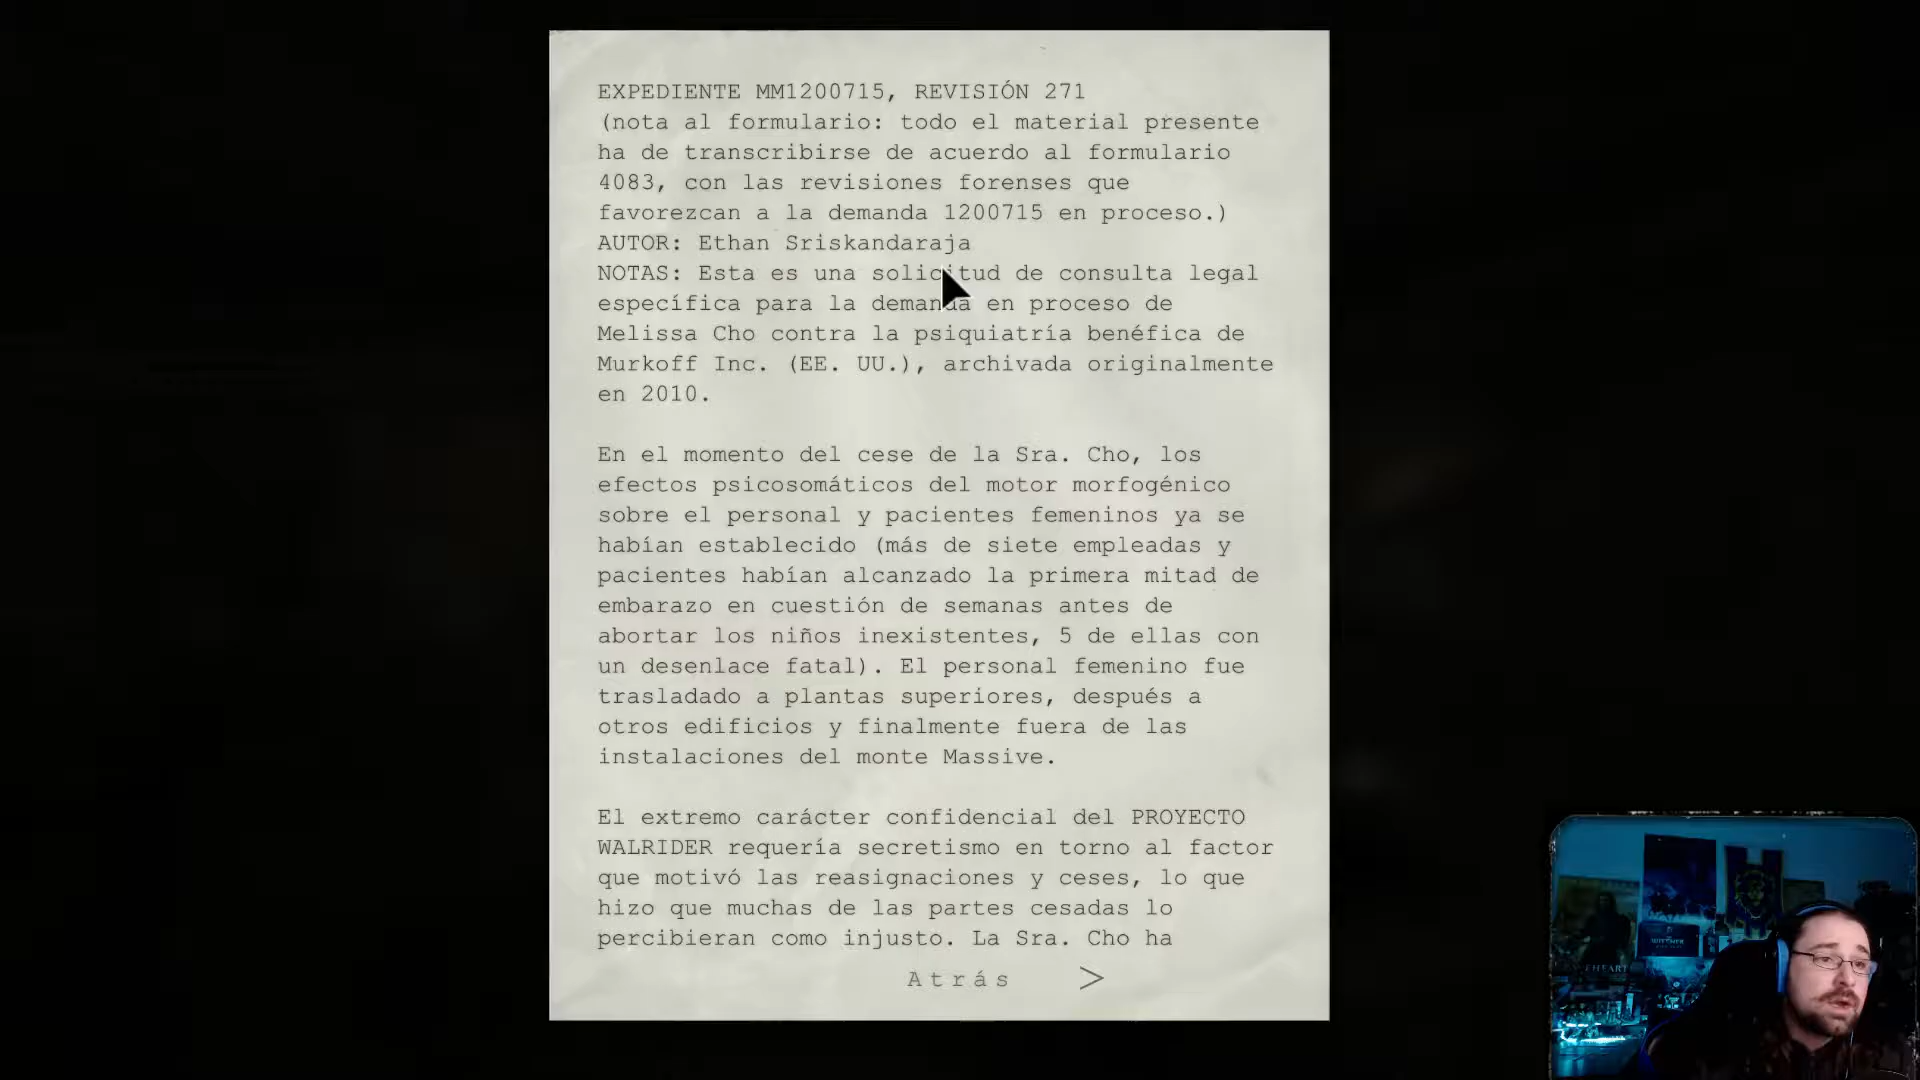 EXPEDIENTE MM1200715, REVISIÓN 271
(nota al formulario: todo el material presente
ha de transcribirse de acuerdo al formulario
4083, con las revisiones forenses que
favorezcan a la demanda 1200715 en proceso.)
AUTOR: Ethan Sriskandaraja
NOTAS: Esta es una solicitud de consulta legal
específica para la demanda en proceso de
Melissa Cho contra la psiquiatría benéfica de
Murkoff Inc. (EE. UU.), archivada originalmente
en 2010.
En el momento del cese de la Sra. Cho, los
efectos psicosomáticos del motor morfogénico
sobre el personal y pacientes femeninos ya se
habían establecido (más de siete empleadas y
pacientes habían alcanzado la primera mitad de
embarazo en cuestión de semanas antes de
abortar los niños inexistentes, 5 de ellas con
un desenlace fatal). El personal femenino fue
trasladado a plantas superiores, después a
otros edificios y finalmente fuera de las
instalaciones del monte Massive.
El extremo carácter confidencial del PROYECTO
WALRIDER requería secretismo en torno al factor
que motivó las reasignaciones y ceses, lo que
hizo que muchas de las partes cesadas lo
percibieran como injusto. La Sra. Cho ha
Atrás >